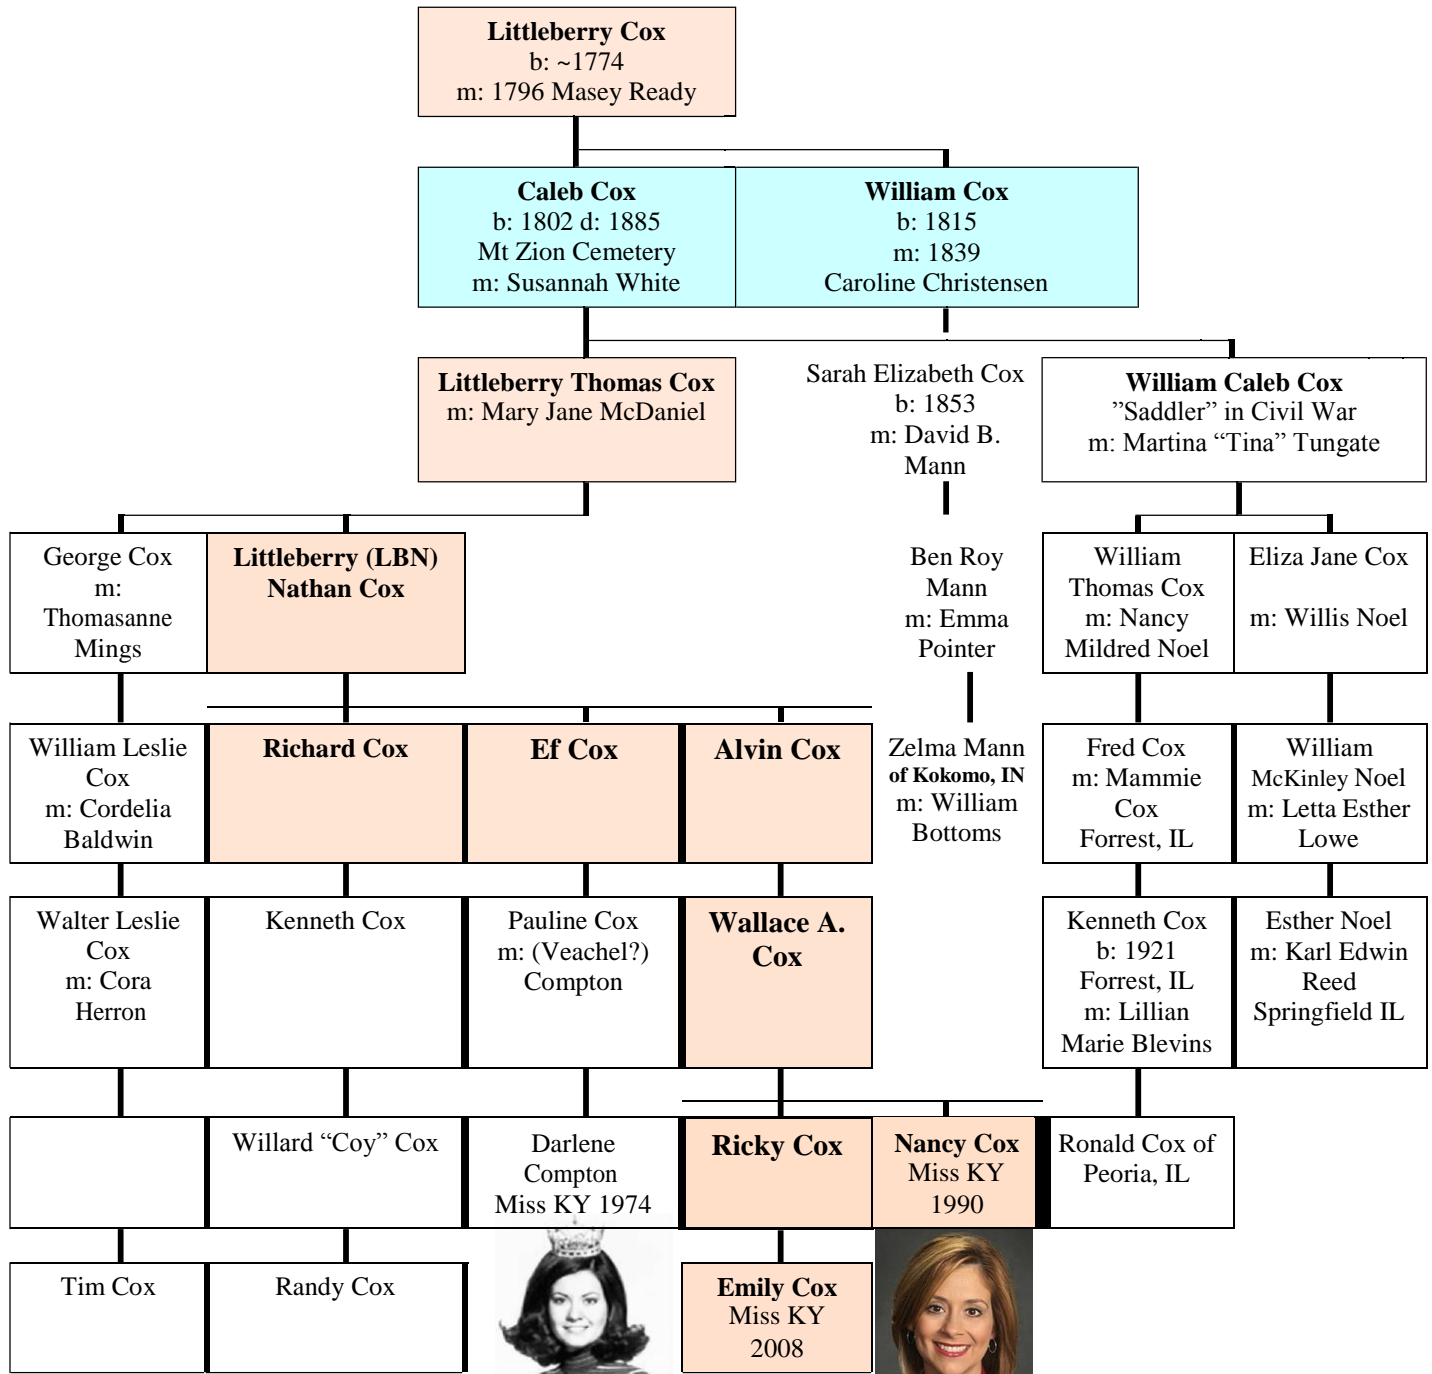 Littleberry Cox
b: ~1774
m: 1796 Masey Ready
Caleb Cox
b: 1802 d: 1885
Mt Zion Cemetery
m: Susannah White
William Cox
b: 1815
m: 1839
Caroline Christensen
Littleberry Thomas Cox
m: Mary Jane McDaniel
Sarah Elizabeth Cox
b: 1853
m: David B.
Mann
William Caleb Cox
”Saddler” in Civil War
m: Martina “Tina” Tungate
George Cox
m:
Thomasanne
Mings
Littleberry (LBN)
Nathan Cox
Ben Roy
Mann
m: Emma
Pointer
William
Thomas Cox
m: Nancy
Mildred Noel
Eliza Jane Cox
m: Willis Noel
William Leslie
Cox
m: Cordelia
Baldwin
Richard Cox
Ef Cox
Alvin Cox
Zelma Mann
of Kokomo, IN
m: William
Bottoms
Fred Cox
m: Mammie
Cox
Forrest, IL
William
McKinley Noel
m: Letta Esther
Lowe
Walter Leslie
Cox
m: Cora
Herron
Kenneth Cox
Pauline Cox
m: (Veachel?)
Compton
Wallace A.
Cox
Kenneth Cox
b: 1921
Forrest, IL
m: Lillian
Marie Blevins
Esther Noel
m: Karl Edwin
Reed
Springfield IL
Willard “Coy” Cox
Darlene
Compton
Miss KY 1974
Ricky Cox
Nancy Cox
Miss KY
1990
Ronald Cox of
Peoria, IL
Tim Cox
Randy Cox
Emily Cox
Miss KY
2008